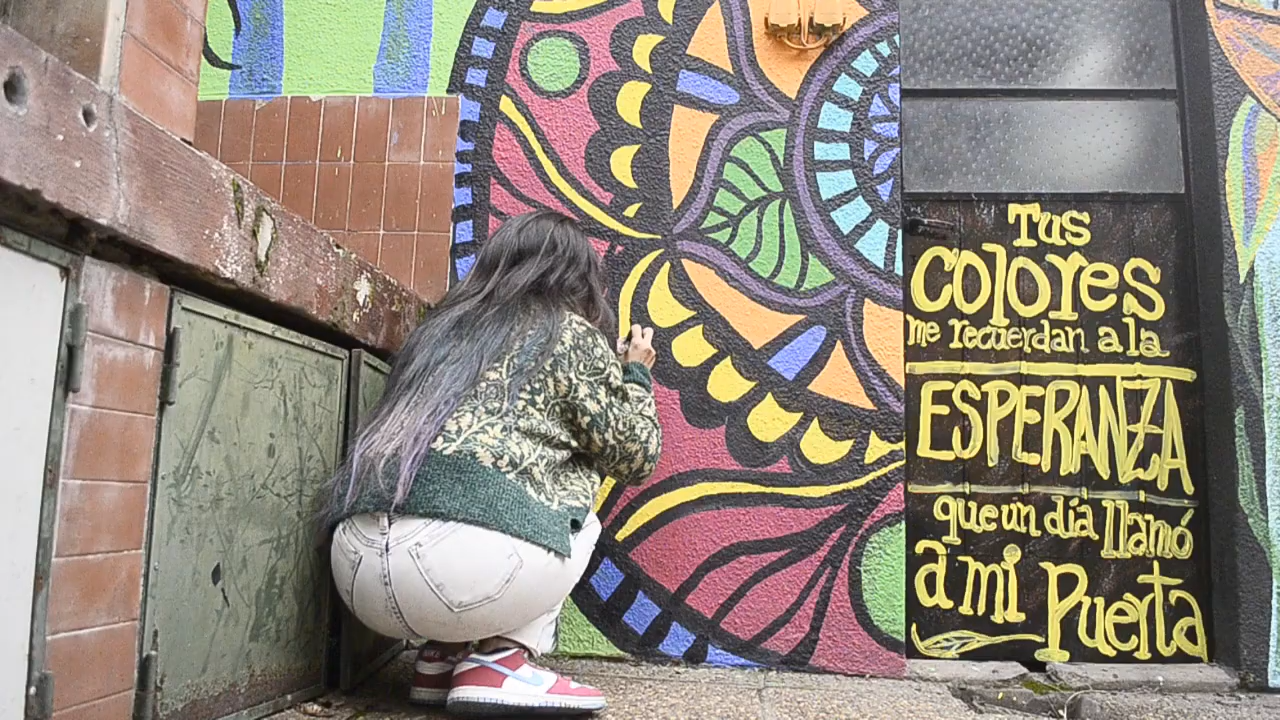 Tus
colores
me recuerdan a la
ESPERANZA
que un día llamó
a mi Puerta